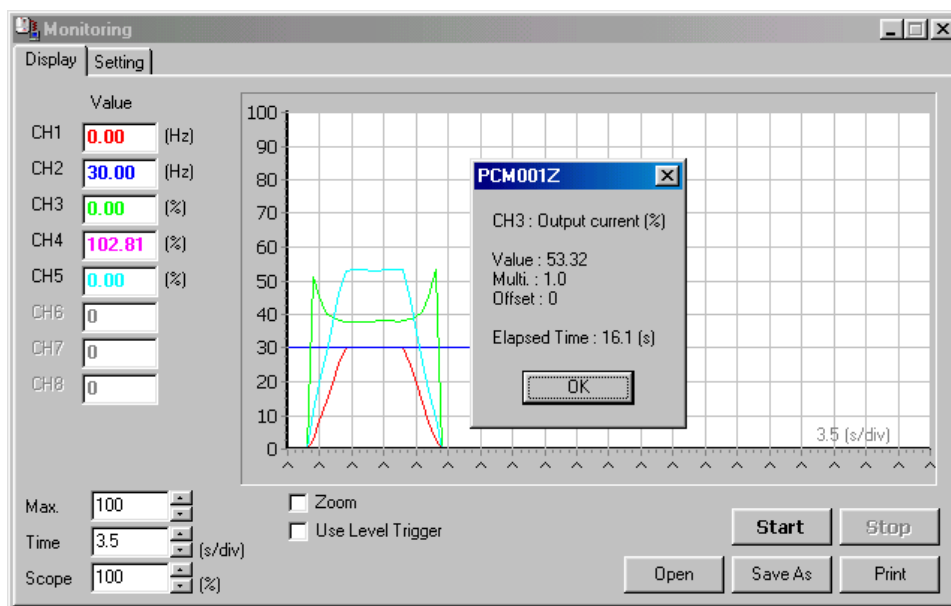 Monitoring
Display Setting
Value
CH1 0.00 (Hz)
CH2 30.00 (Hz)
CH3 0.00 (%)
CH4 102.81 (%)
CH5 0.00 (%)
CH6 0
CH7 0
CH8 0
100
90
80
70
60
50
40
30
20
10
0
3.5 (s/div)
PCM001Z
CH3 : Output current (%)
Value : 53.32
Multi. : 1.0
Offset : 0
Elapsed Time : 16.1 (s)
OK
Max. 100
Time 3.5 (s/div)
Scope 100 (%)
Zoom
Use Level Trigger
Start Stop
Open Save As Print